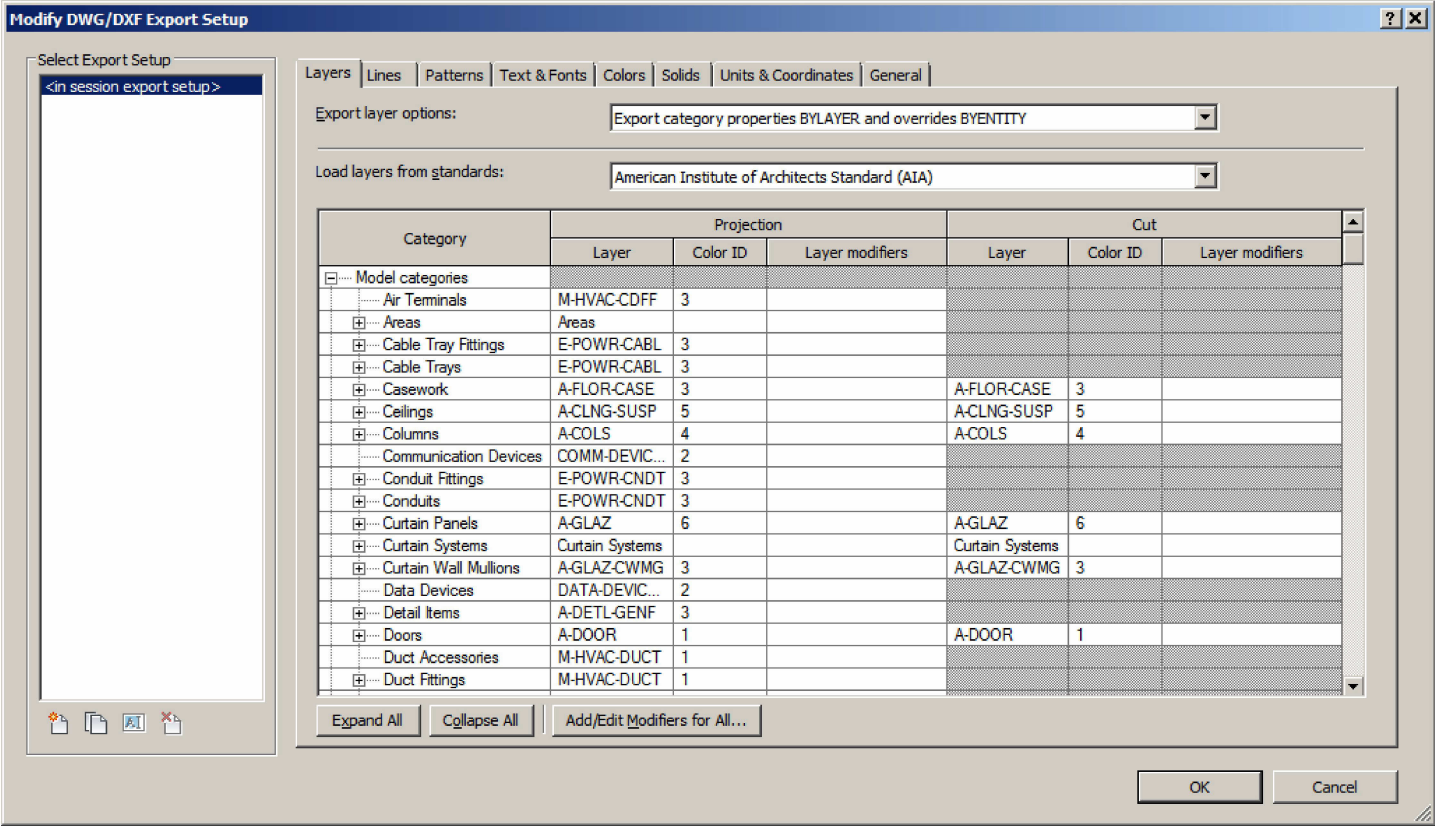 Modify DWG/DXF Export Setup
Select Export Setup
<in session export setup>
Layers Lines Patterns Text & Fonts Colors Solids Units & Coordinates General
Export layer options: Export category properties BYLAYER and overrides BYENTITY
Load layers from standards: American Institute of Architects Standard (AIA)
Category Projection Cut
Layer Color ID Layer modifiers Layer Color ID Layer modifiers
Model categories
Air Terminals M-HVAC-CDFF 3
Areas Areas
Cable Tray Fittings E-POWR-CABL 3
Cable Trays E-POWR-CABL 3
Casework A-FLOR-CASE 3 A-FLOR-CASE 3
Ceilings A-CLNG-SUSP 5 A-CLNG-SUSP 5
Columns A-COLS 4 A-COLS 4
Communication Devices COMM-DEVIC... 2
Conduit Fittings E-POWR-CNDT 3
Conduits E-POWR-CNDT 3
Curtain Panels A-GLAZ 6 A-GLAZ 6
Curtain Systems Curtain Systems Curtain Systems
Curtain Wall Mullions A-GLAZ-CWMG 3 A-GLAZ-CWMG 3
Data Devices DATA-DEVIC... 2
Detail Items A-DETL-GENF 3
Doors A-DOOR 1 A-DOOR 1
Duct Accessories M-HVAC-DUCT 1
Duct Fittings M-HVAC-DUCT 1
Expand All Collapse All Add/Edit Modifiers for All...
OK Cancel